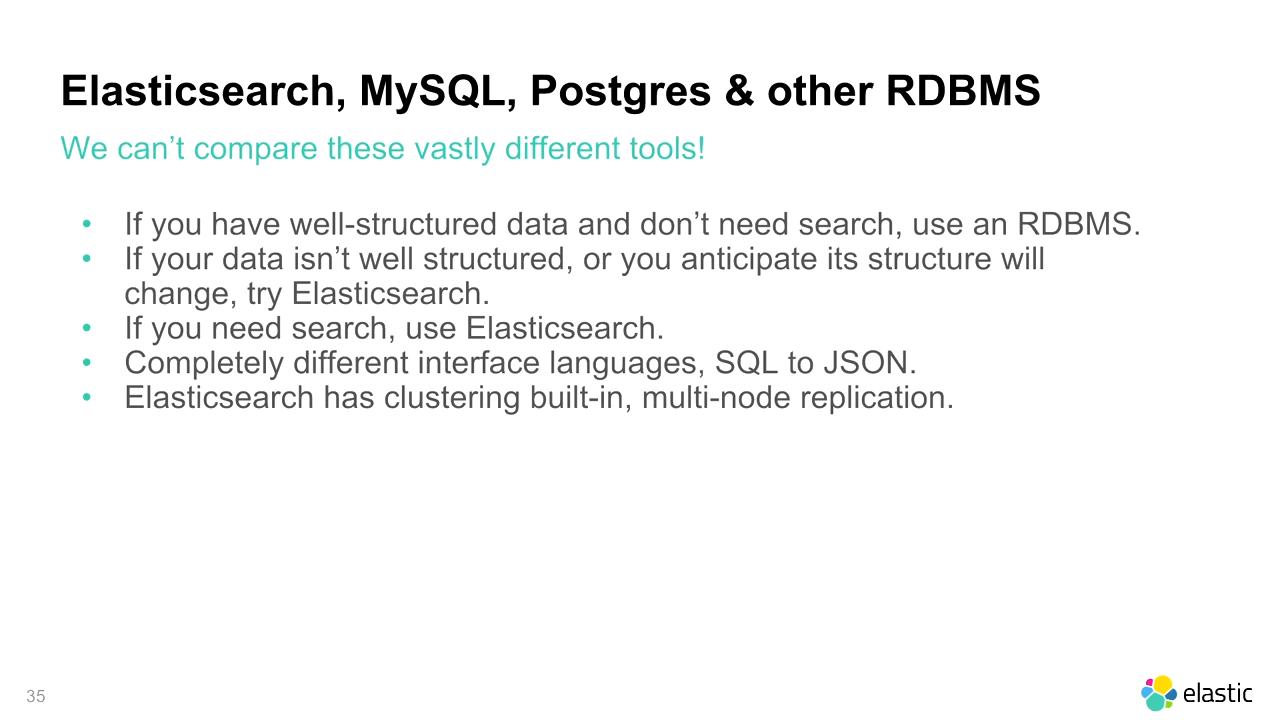 Elasticsearch, MySQL, Postgres & other RDBMS
We can’t compare these vastly different tools!
• If you have well-structured data and don’t need search, use an RDBMS.
• If your data isn’t well structured, or you anticipate its structure will
change, try Elasticsearch.
• If you need search, use Elasticsearch.
• Completely different interface languages, SQL to JSON.
• Elasticsearch has clustering built-in, multi-node replication.
35
elastic